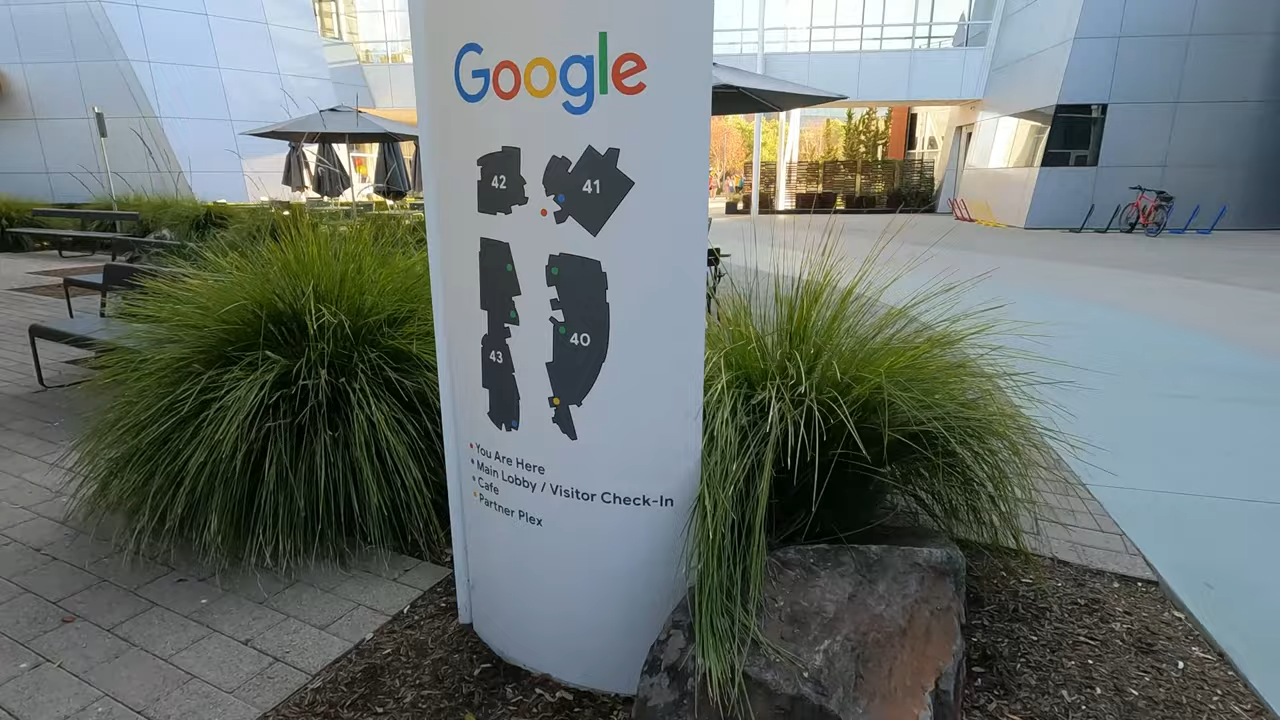 Google
42
41
43
40
You Are Here
Main Lobby / Visitor Check-In
Cafe
Partner Plex